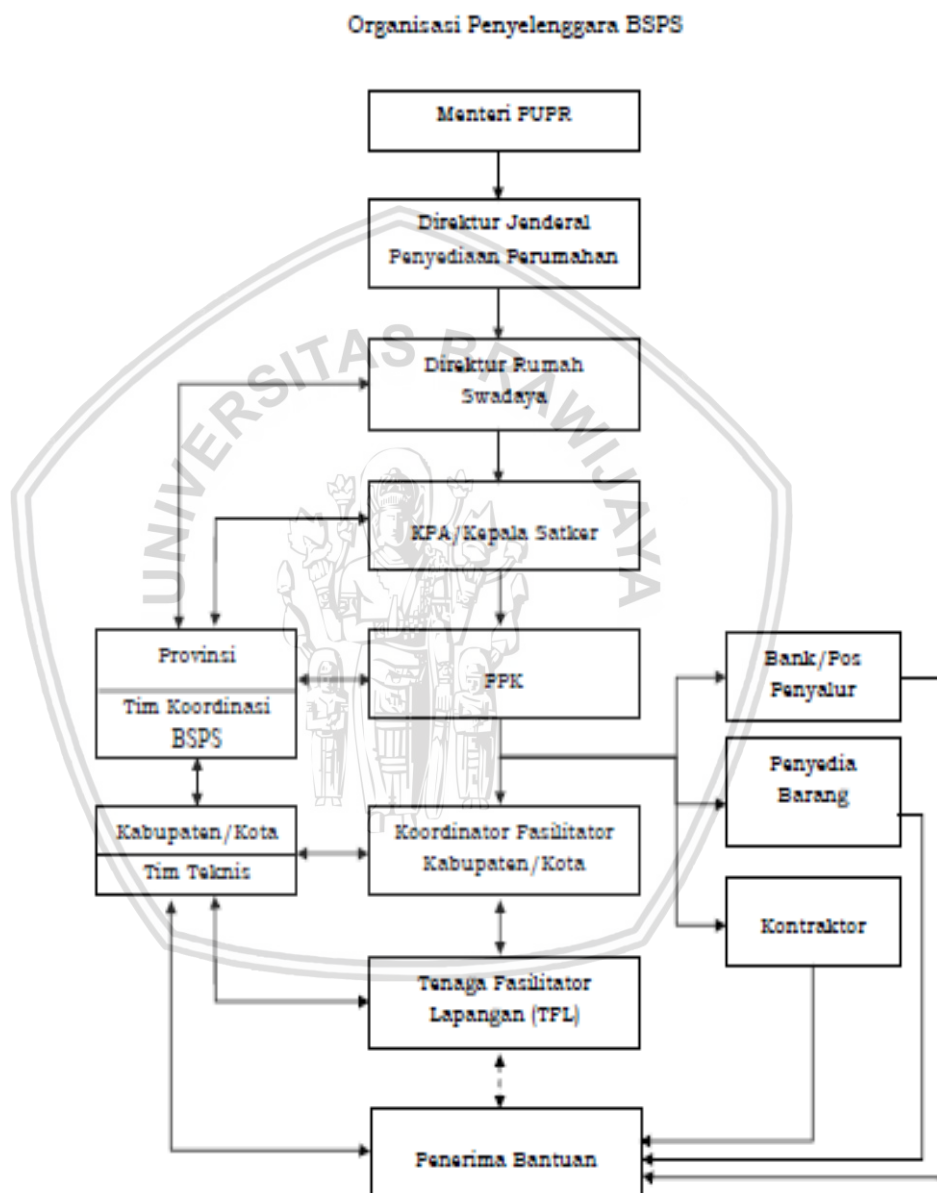 Organisasi Penyelenggara BSPS
Menteri PUPR
Direktur Jenderal
Penyediaan Perumahan
Direktur Rumah
Swadaya
UNIVERSITAS BRAWIJAYA
KPA/Kepala Satker
Provinsi
Tim Koordinasi
BSPS
PPK
Bank/Pos
Penyalur
Penyedia
Barang
Kabupaten/Kota
Tim Teknis
Koordinator Fasilitator
Kabupaten/Kota
Kontraktor
Tenaga Fasilitator
Lapangan (TFL)
Penerima Bantuan